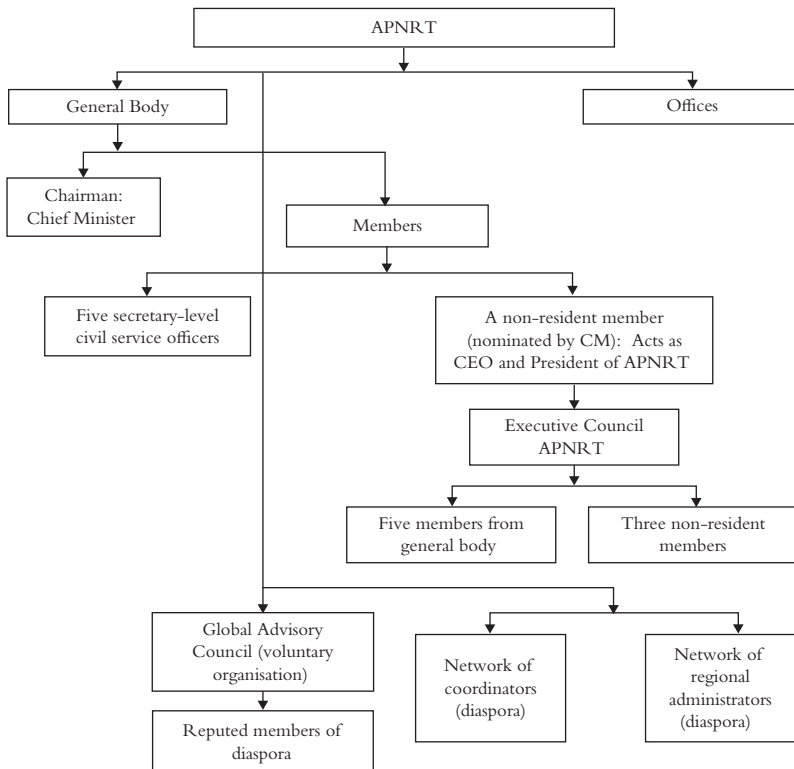 APNRT
General Body
Offices
Chairman:
Chief Minister
Members
Five secretary-level
civil service officers
A non-resident member
(nominated by CM): Acts as
CEO and President of APNRT
Executive Council
APNRT
Five members from
general body
Three non-resident
members
Global Advisory
Council (voluntary
organisation)
Network of
coordinators
(diaspora)
Network of
regional
administrators
(diaspora)
Reputed members of
diaspora